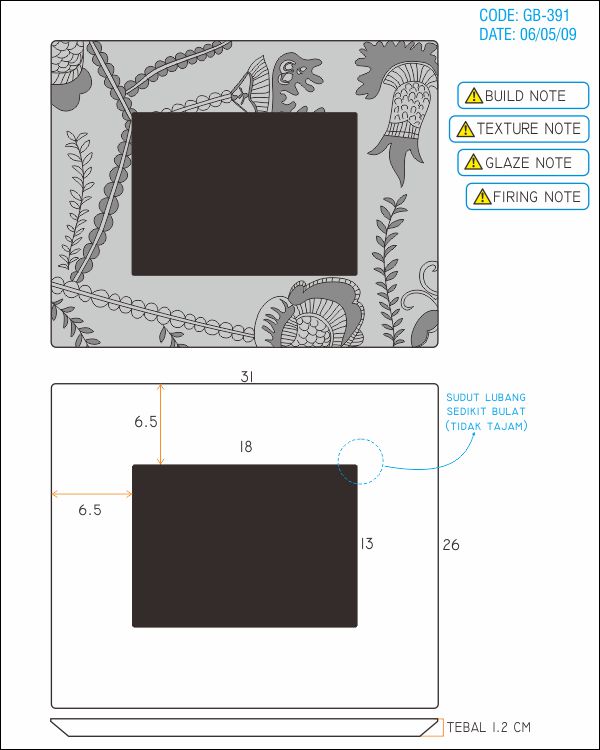 CODE: GB-391
DATE: 06/05/09
BUILD NOTE
TEXTURE NOTE
GLAZE NOTE
FIRING NOTE
31
6.5
18
6.5
13
26
SUDUT LUBANG
SEDIKIT BULAT
(TIDAK TAJAM)
TEBAL 1.2 CM